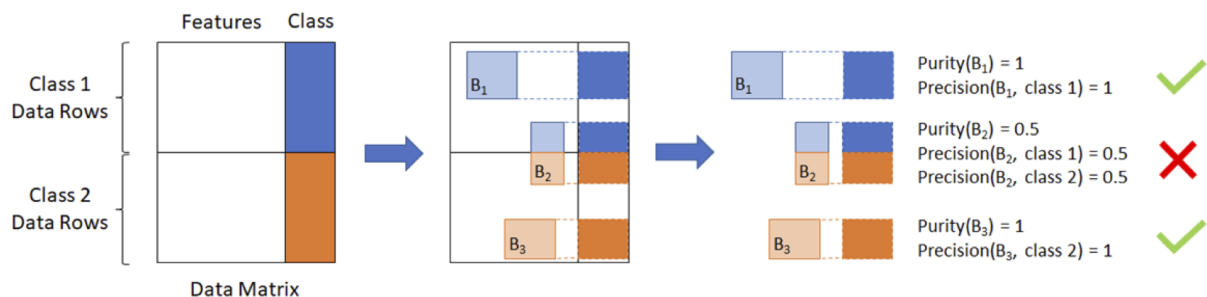 Features Class
Class 1
Data Rows
Class 2
Data Rows
Data Matrix
B₁
B₂
B₃
B₁
B₂
B₃
Purity(B₁) = 1
Precision(B₁, class 1) = 1
Purity(B₂) = 0.5
Precision(B₂, class 1) = 0.5
Precision(B₂, class 2) = 0.5
Purity(B₃) = 1
Precision(B₃, class 2) = 1